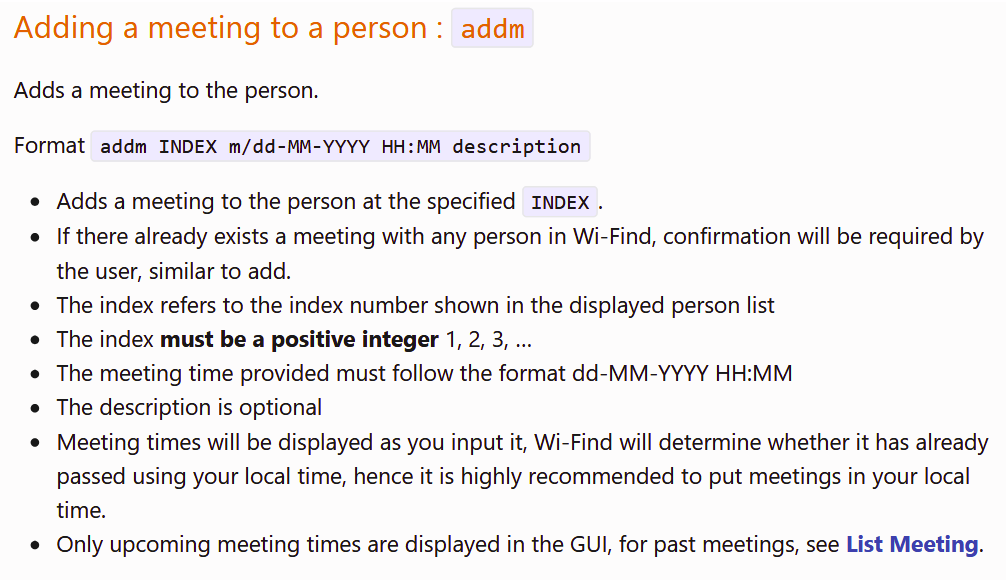 Adding a meeting to a person : addm
Adds a meeting to the person.
Format addm INDEX m/dd-MM-YYYY HH:MM description
• Adds a meeting to the person at the specified INDEX.
• If there already exists a meeting with any person in Wi-Find, confirmation will be required by
the user, similar to add.
• The index refers to the index number shown in the displayed person list
• The index must be a positive integer 1, 2, 3, ...
• The meeting time provided must follow the format dd-MM-YYYY HH:MM
• The description is optional
• Meeting times will be displayed as you input it, Wi-Find will determine whether it has already
passed using your local time, hence it is highly recommended to put meetings in your local
time.
• Only upcoming meeting times are displayed in the GUI, for past meetings, see List Meeting.